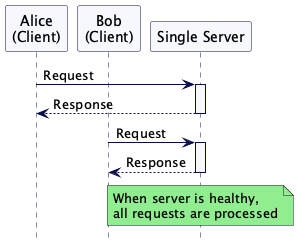 Alice
(Client)
Bob
(Client)
Single Server
Request
Response
Request
Response
When server is healthy,
all requests are processed